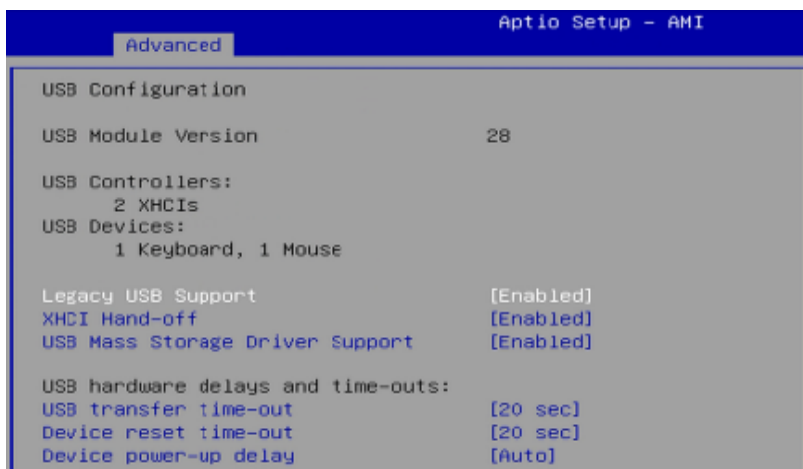 Aptio Setup – AMI
Advanced
USB Configuration
USB Module Version 28
USB Controllers:
2 XHCIs
USB Devices:
1 Keyboard, 1 Mouse
Legacy USB Support [Enabled]
XHCI Hand-off [Enabled]
USB Mass Storage Driver Support [Enabled]
USB hardware delays and time-outs:
USB transfer time-out [20 sec]
Device reset time-out [20 sec]
Device power-up delay [Auto]